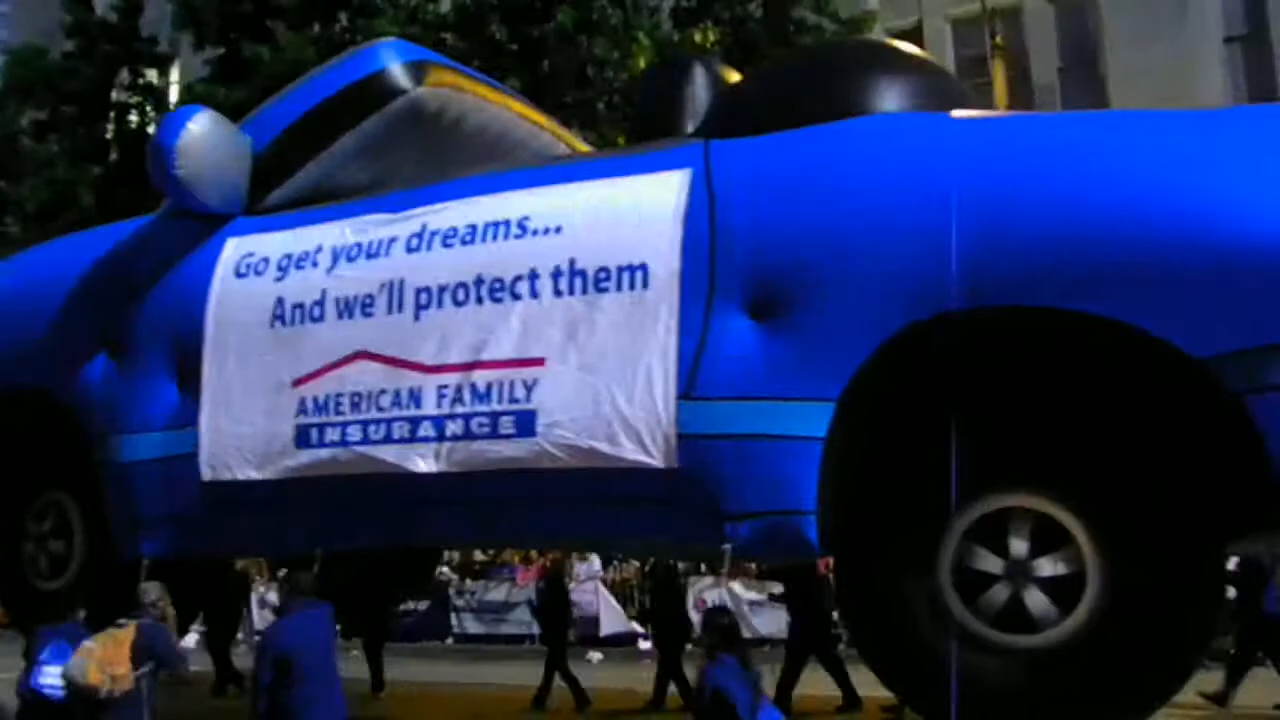 Go get your dreams...
And we'll protect them
AMERICAN FAMILY
INSURANCE